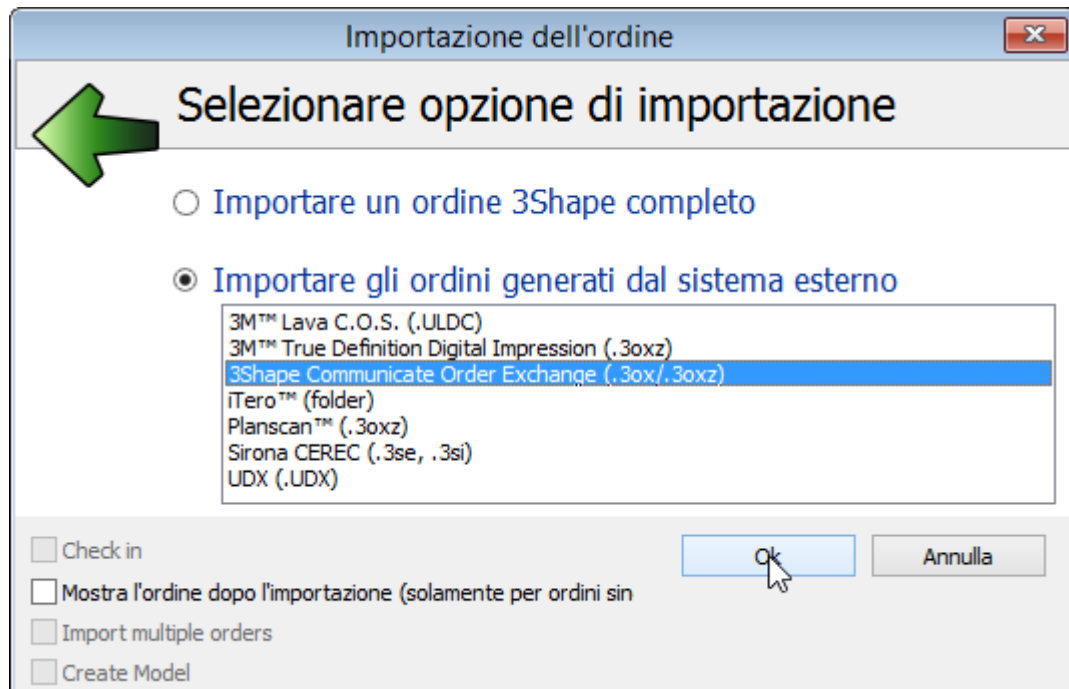 Importazione dell'ordine
Selezionare opzione di importazione
Importare un ordine 3Shape completo
Importare gli ordini generati dal sistema esterno
3M™ Lava C.O.S. (.ULDC)
3M™ True Definition Digital Impression (.3oxz)
3Shape Communicate Order Exchange (.3ox/.3oxz)
iTero™ (folder)
Planscan™ (.3oxz)
Sirona CEREC (.3se, .3si)
UDX (.UDX)
Check in
Ok
Annulla
Mostra l'ordine dopo l'importazione (solamente per ordini sin
Import multiple orders
Create Model